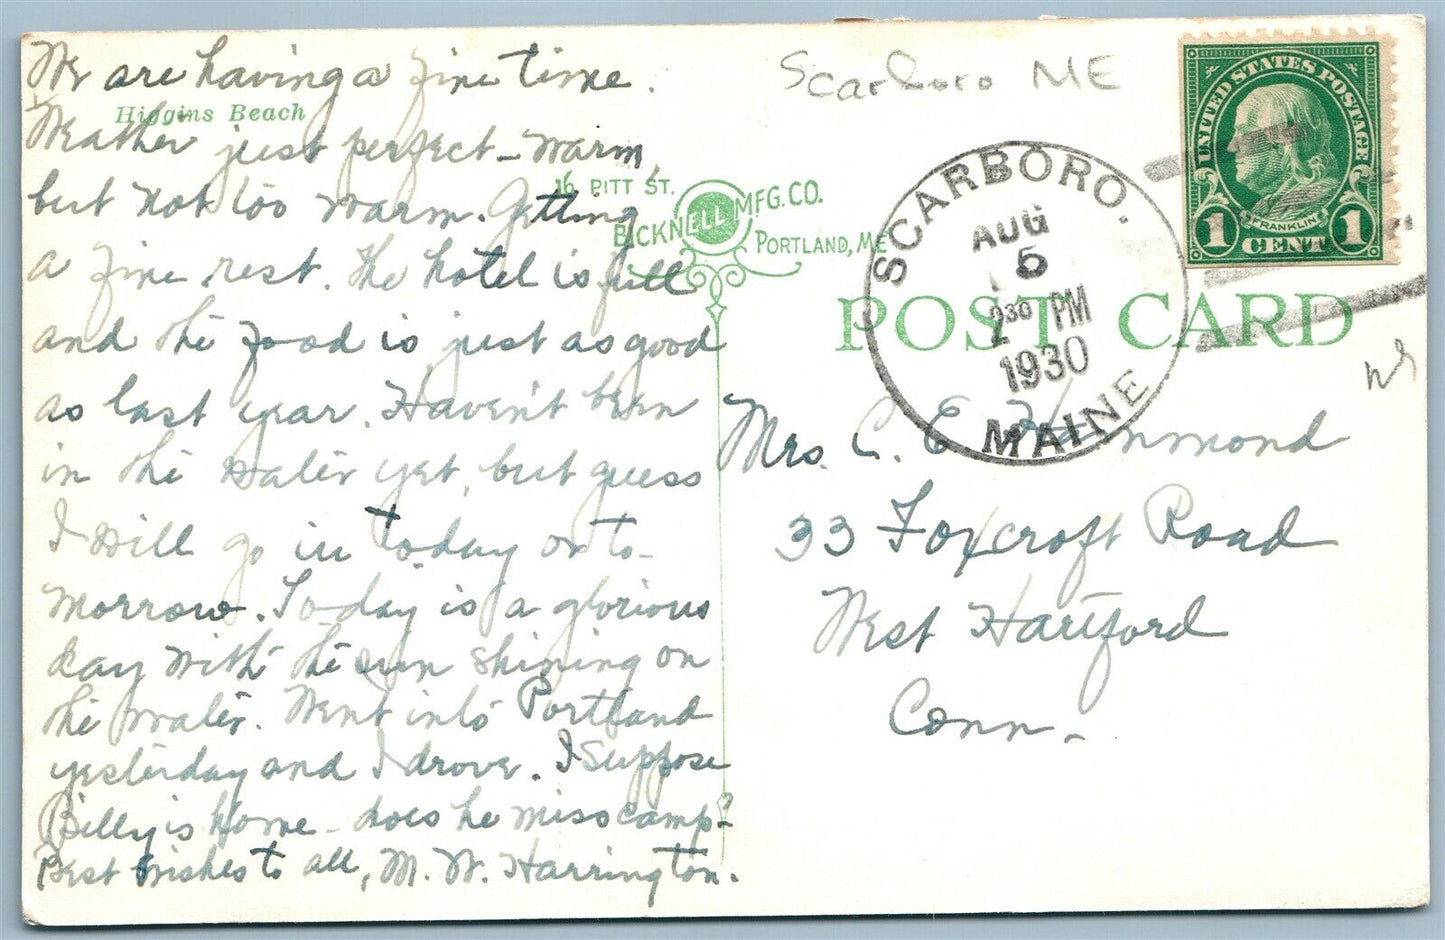 We are having a fine time.
Higgins Beach
Weather just perfect - warm,
but not too warm. Getting
a fine rest. The hotel is full
and the food is just as good
as last year. Haven't been
in the water yet, but guess
I will go in today or to-
morrow. Today is a glorious
day with the sun shining on
the water. Went into Portland
yesterday and I drove. I suppose
Billy is home - does he miss camp?
Best wishes to all, M. W. Harrington.
16 PITT ST.
BICKNELL MFG. CO.
PORTLAND, ME
Scarboro ME
SCARBORO.
AUG
5
2 30 PM
1930
MAINE
UNITED STATES POSTAGE
FRANKLIN
1 CENT 1
POST CARD
Mrs. C. E. Hammond
33 Foxcroft Road
West Hartford
Conn.